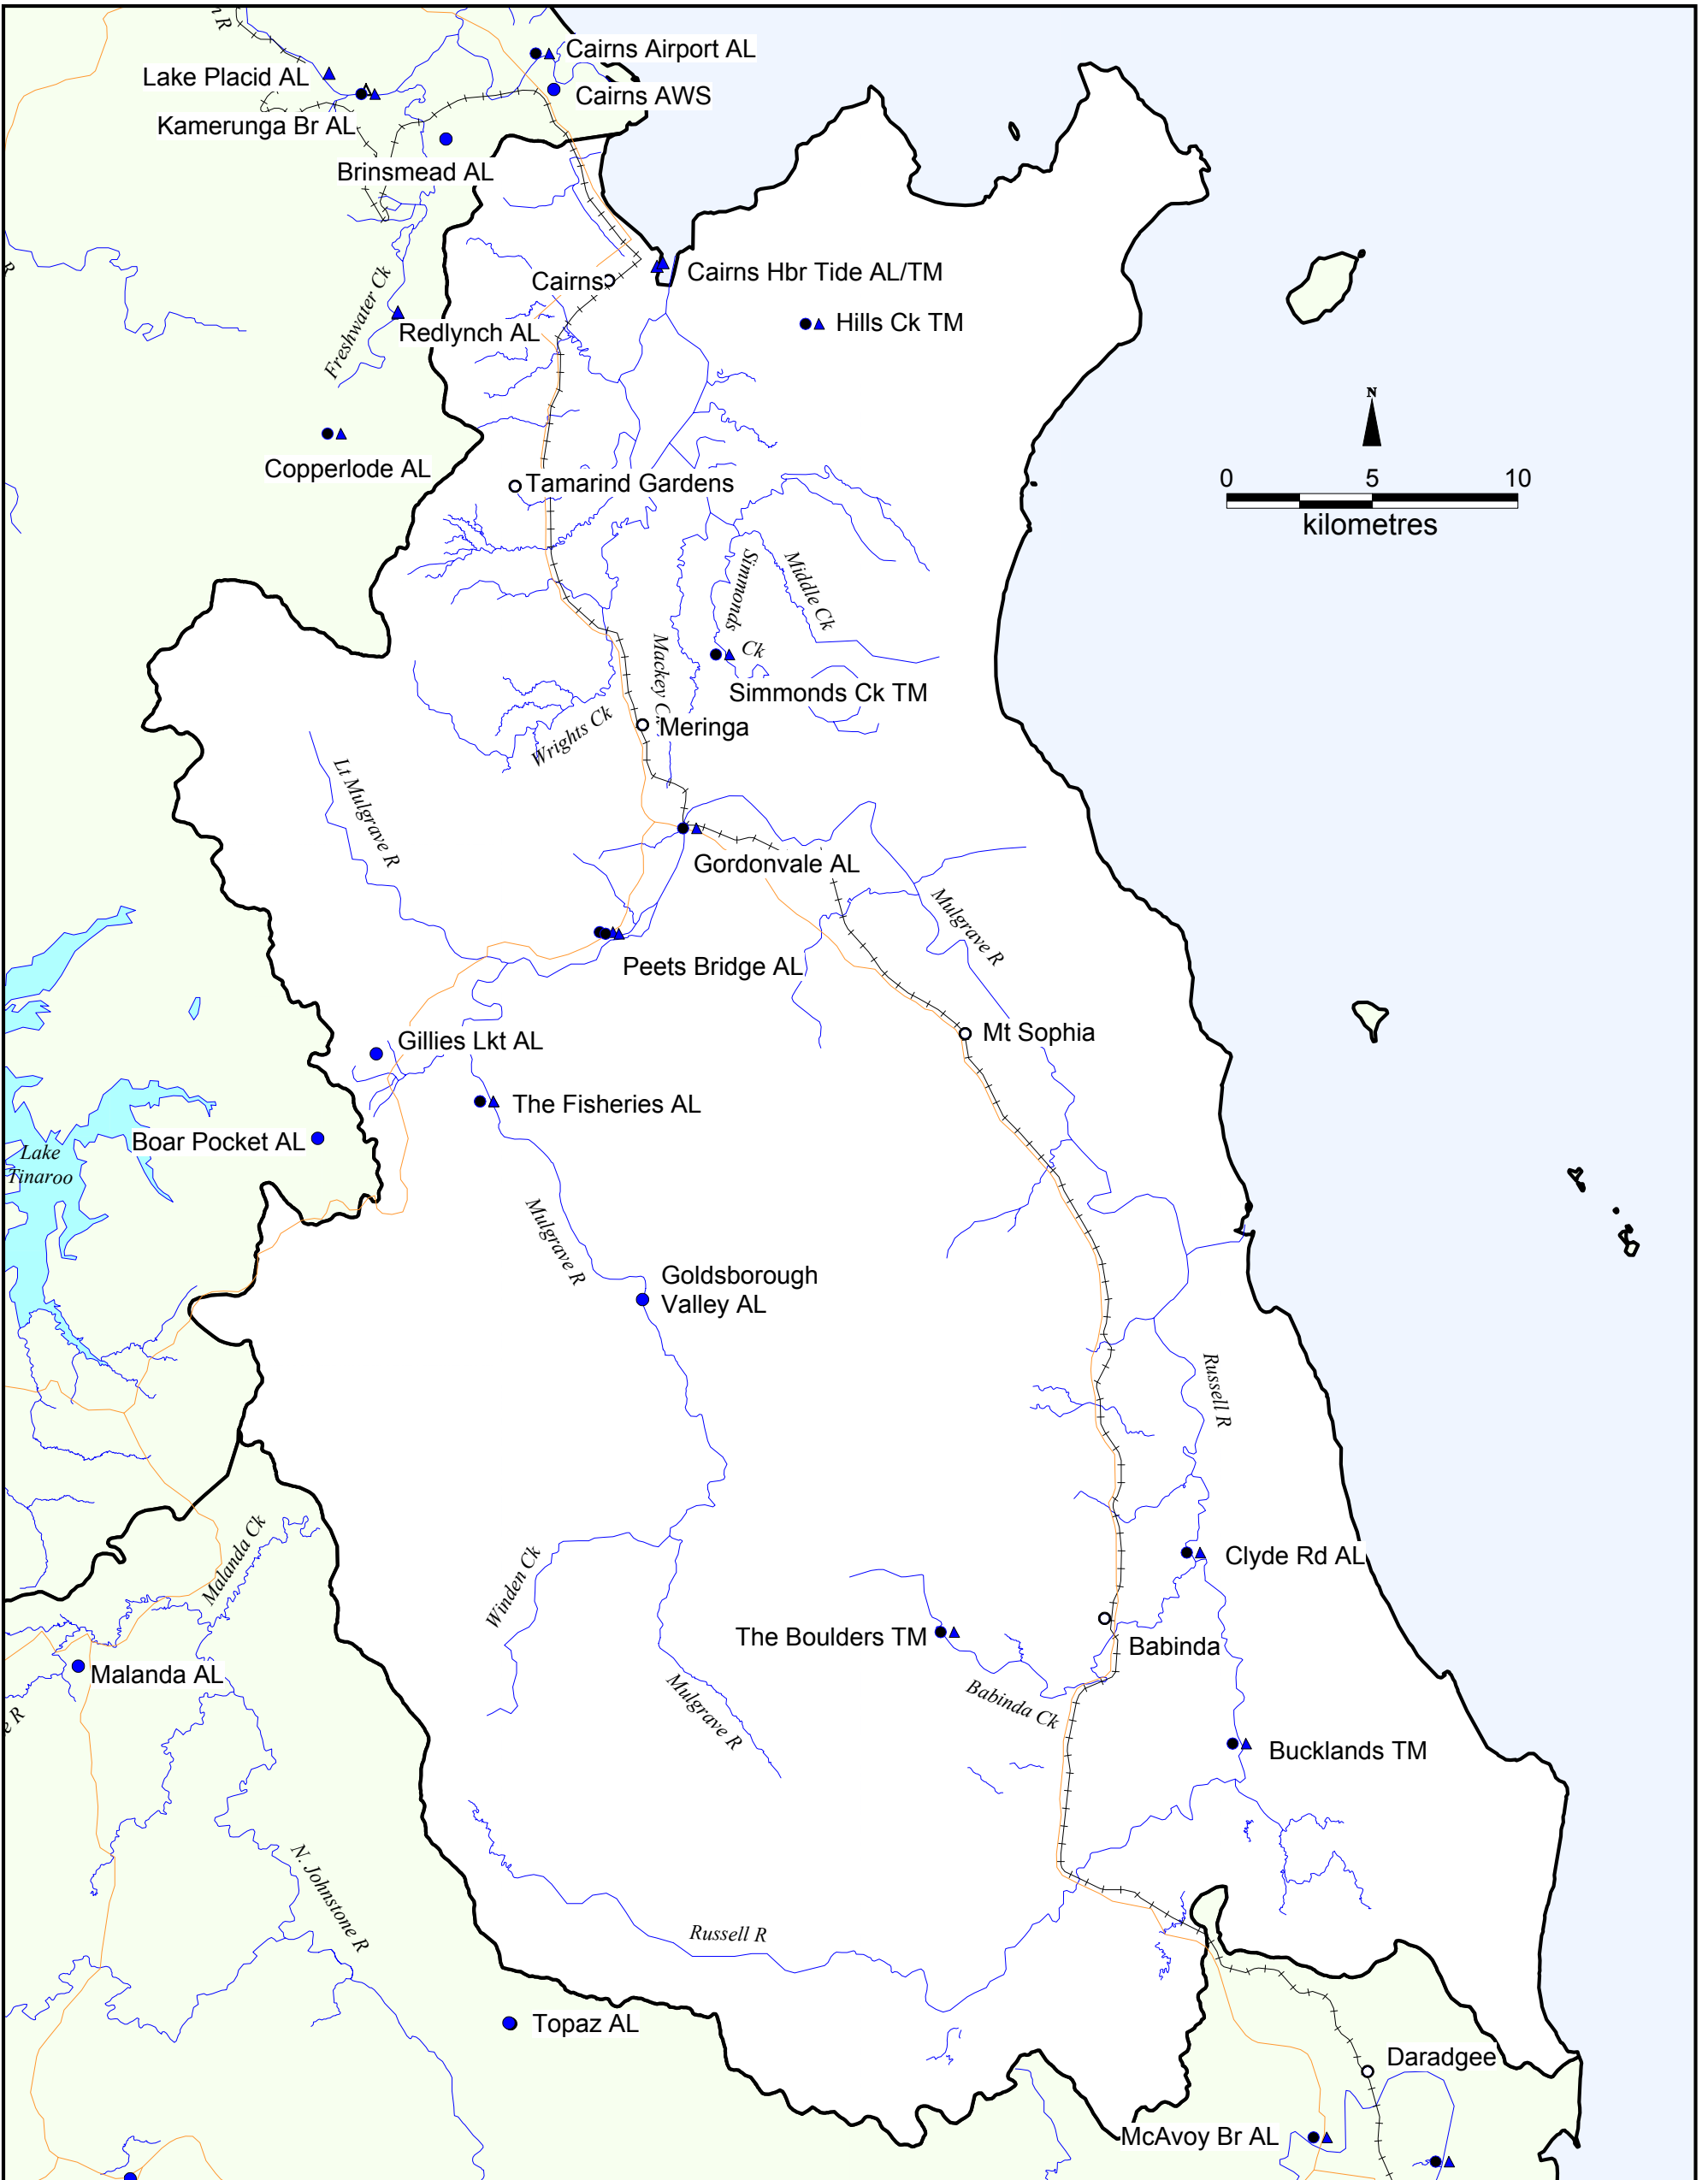 n R
Cairns Airport AL
Lake Placid AL
Cairns AWS
Kamerunga Br AL
Brinsmead AL
R
Cairns
Cairns Hbr Tide AL/TM
Freshwater Ck
Redlynch AL
Hills Ck TM
N
Copperlode AL
Tamarind Gardens
0 5 10
kilometres
Simmonds
Ck
Middle Ck
Mackey C
Simmonds Ck TM
Wrights Ck
Meringa
Lt Mulgrave R
Gordonvale AL
Mulgrave R
Peets Bridge AL
Mt Sophia
Gillies Lkt AL
The Fisheries AL
Boar Pocket AL
Lake
Tinaroo
Mulgrave R
Goldsborough
Valley AL
Russell R
Malanda Ck
Winden Ck
Clyde Rd AL
The Boulders TM
Babinda
Malanda AL
Mulgrave R
Babinda Ck
e R
Bucklands TM
N. Johnstone R
Russell R
Topaz AL
Daradgee
McAvoy Br AL